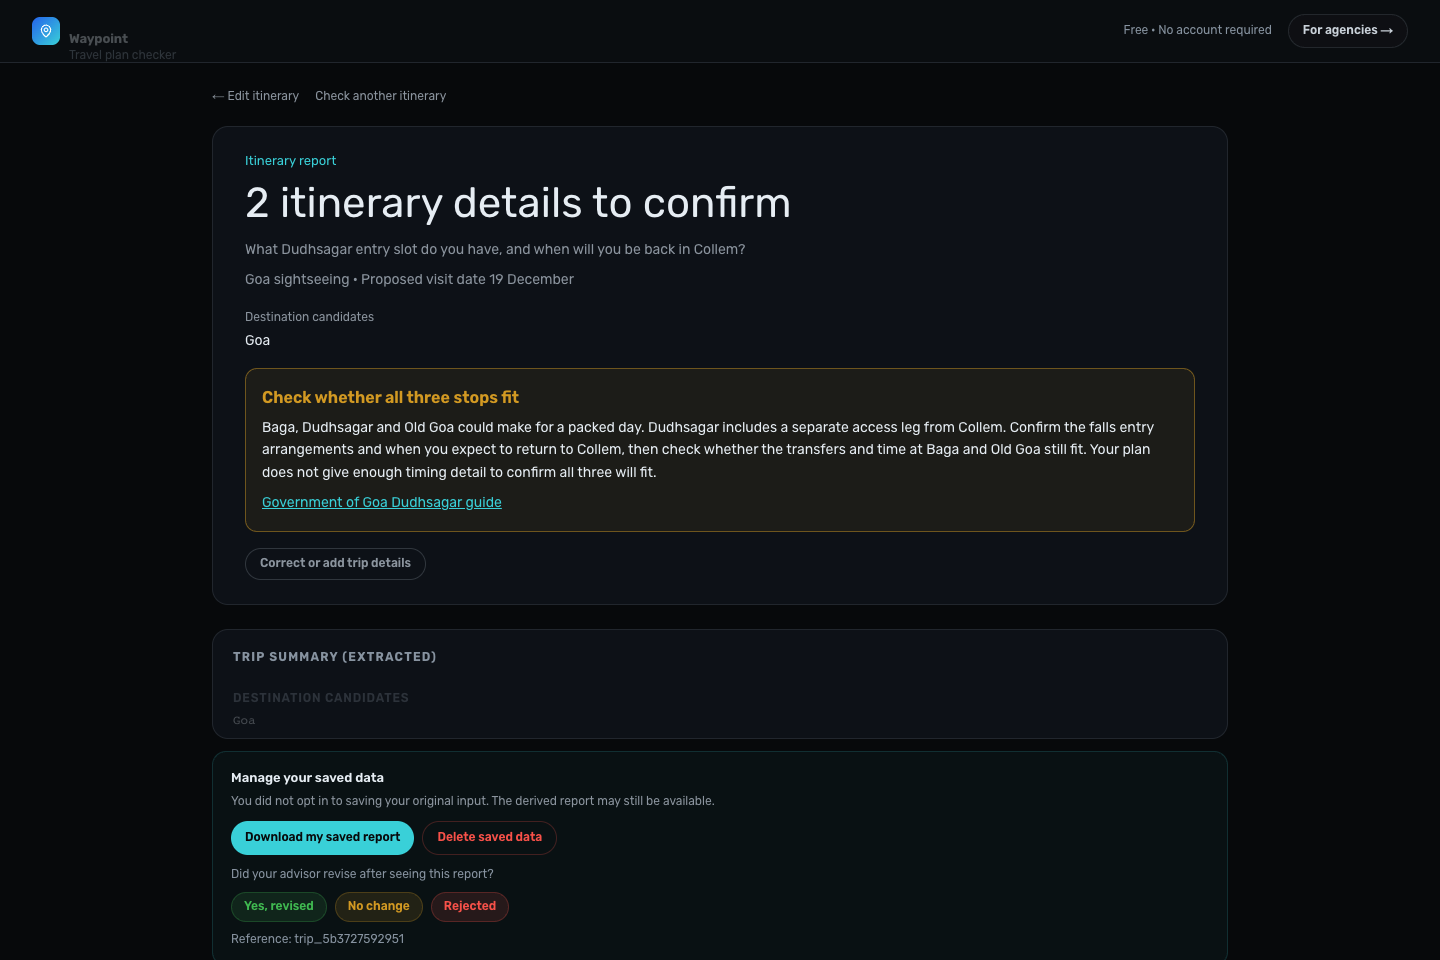 Waypoint
Travel plan checker
Free • No account required
For agencies →
← Edit itinerary
Check another itinerary
Itinerary report
2 itinerary details to confirm
What Dudhsagar entry slot do you have, and when will you be back in Collem?
Goa sightseeing • Proposed visit date 19 December
Destination candidates
Goa
Check whether all three stops fit
Baga, Dudhsagar and Old Goa could make for a packed day. Dudhsagar includes a separate access leg from Collem. Confirm the falls entry
arrangements and when you expect to return to Collem, then check whether the transfers and time at Baga and Old Goa still fit. Your plan
does not give enough timing detail to confirm all three will fit.
Government of Goa Dudhsagar guide
Correct or add trip details
TRIP SUMMARY (EXTRACTED)
DESTINATION CANDIDATES
Goa
Manage your saved data
You did not opt in to saving your original input. The derived report may still be available.
Download my saved report
Delete saved data
Did your advisor revise after seeing this report?
Yes, revised
No change
Rejected
Reference: trip_5b3727592951